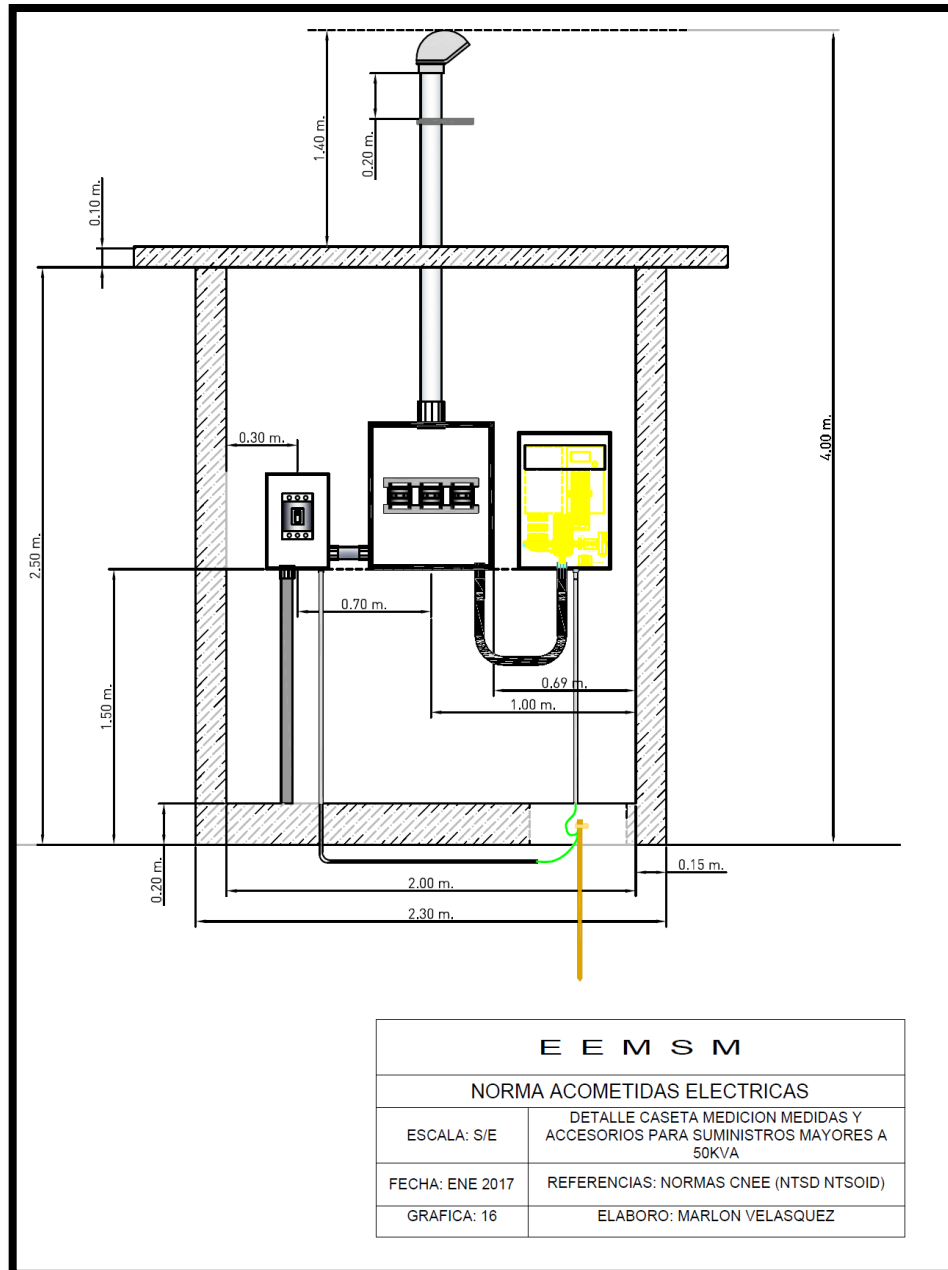 1.40 m.
0.20 m.
0.10 m.
4.00 m.
0.30 m.
2.50 m.
0.70 m.
0.69 m.
1.00 m.
1.50 m.
0.20 m.
0.15 m.
2.00 m.
2.30 m.
E E M S M
NORMA ACOMETIDAS ELECTRICAS
ESCALA: S/E
DETALLE CASETA MEDICION MEDIDAS Y
ACCESORIOS PARA SUMINISTROS MAYORES A
50KVA
FECHA: ENE 2017
REFERENCIAS: NORMAS CNEE (NTSD NTSOID)
GRAFICA: 16
ELABORO: MARLON VELASQUEZ